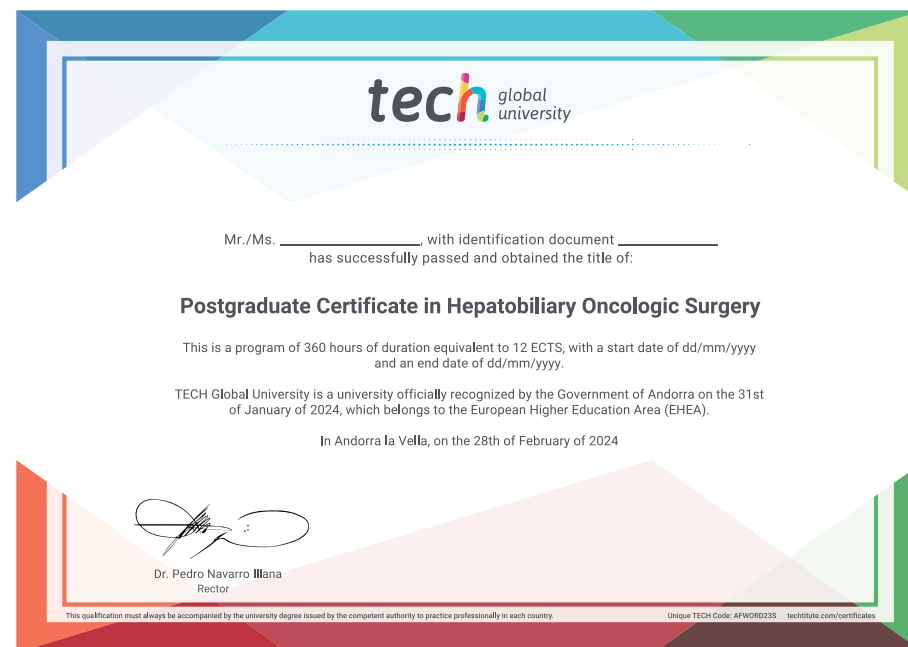 tech global
university
Mr./Ms. ____________, with identification document ____________
has successfully passed and obtained the title of:
Postgraduate Certificate in Hepatobiliary Oncologic Surgery
This is a program of 360 hours of duration equivalent to 12 ECTS, with a start date of dd/mm/yyyy
and an end date of dd/mm/yyyy.
TECH Global University is a university officially recognized by the Government of Andorra on the 31st
of January of 2024, which belongs to the European Higher Education Area (EHEA).
In Andorra la Vella, on the 28th of February of 2024
Dr. Pedro Navarro Illana
Rector
This qualification must always be accompanied by the university degree issued by the competent authority to practice professionally in each country.
Unique TECH Code: AFWORD23S techtitute.com/certificates